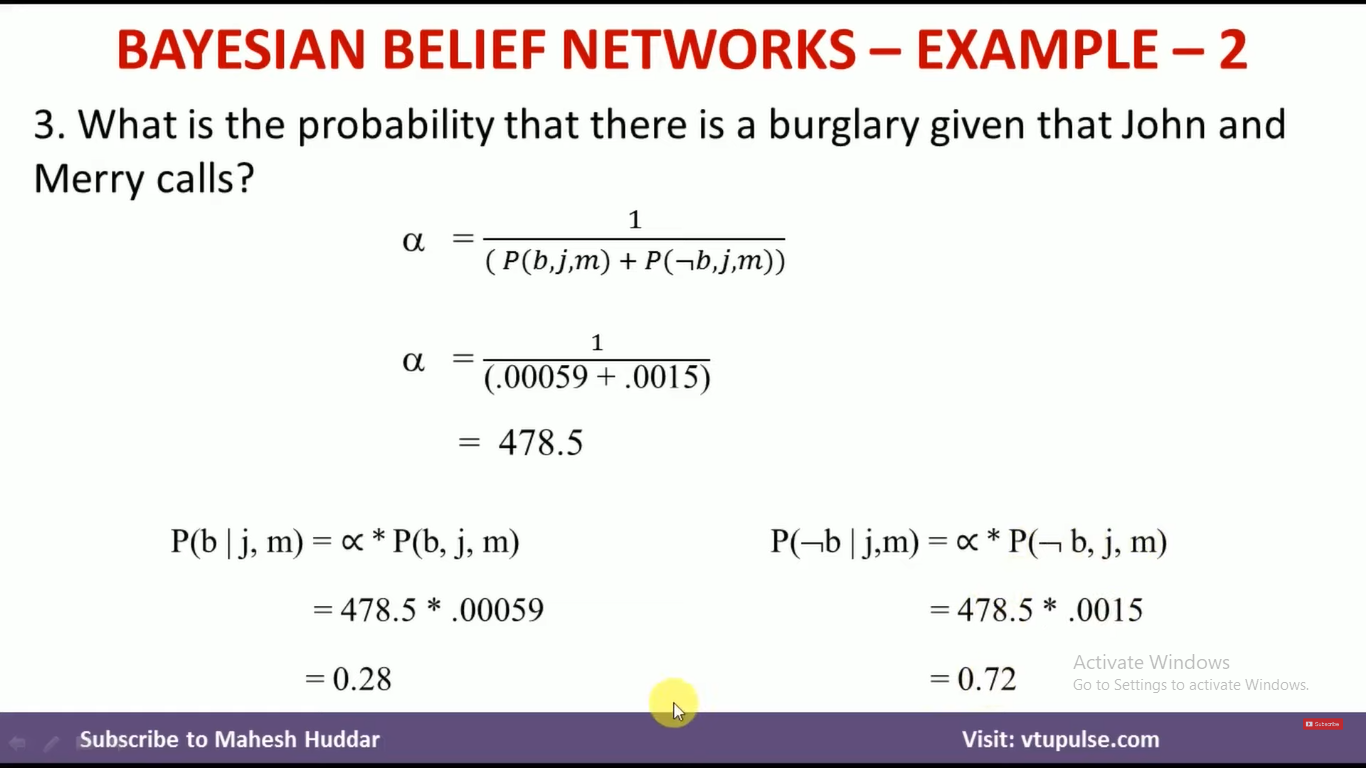 BAYESIAN BELIEF NETWORKS – EXAMPLE – 2
3. What is the probability that there is a burglary given that John and
Merry calls?
α = 1 / ( P(b,j,m) + P(¬b,j,m))
α = 1 / (.00059 + .0015)
= 478.5
P(b | j, m) = ∝ * P(b, j, m)
= 478.5 * .00059
= 0.28
P(¬b | j,m) = ∝ * P(¬ b, j, m)
= 478.5 * .0015
= 0.72
Activate Windows
Go to Settings to activate Windows.
Subscribe
Subscribe to Mahesh Huddar
Visit: vtupulse.com